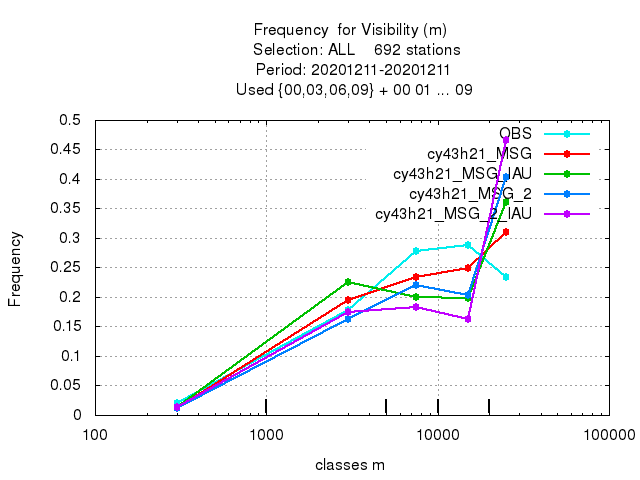 Frequency for Visibility (m)
Selection: ALL 692 stations
Period: 20201211-20201211
Used {00,03,06,09} + 00 01 ... 09
0.5
0.45
0.4
0.35
0.3
0.25
0.2
0.15
0.1
0.05
0
Frequency
OBS
cy43h21_MSG
cy43h21_MSG_IAU
cy43h21_MSG_2
cy43h21_MSG_2_IAU
100 1000 10000 100000
classes m